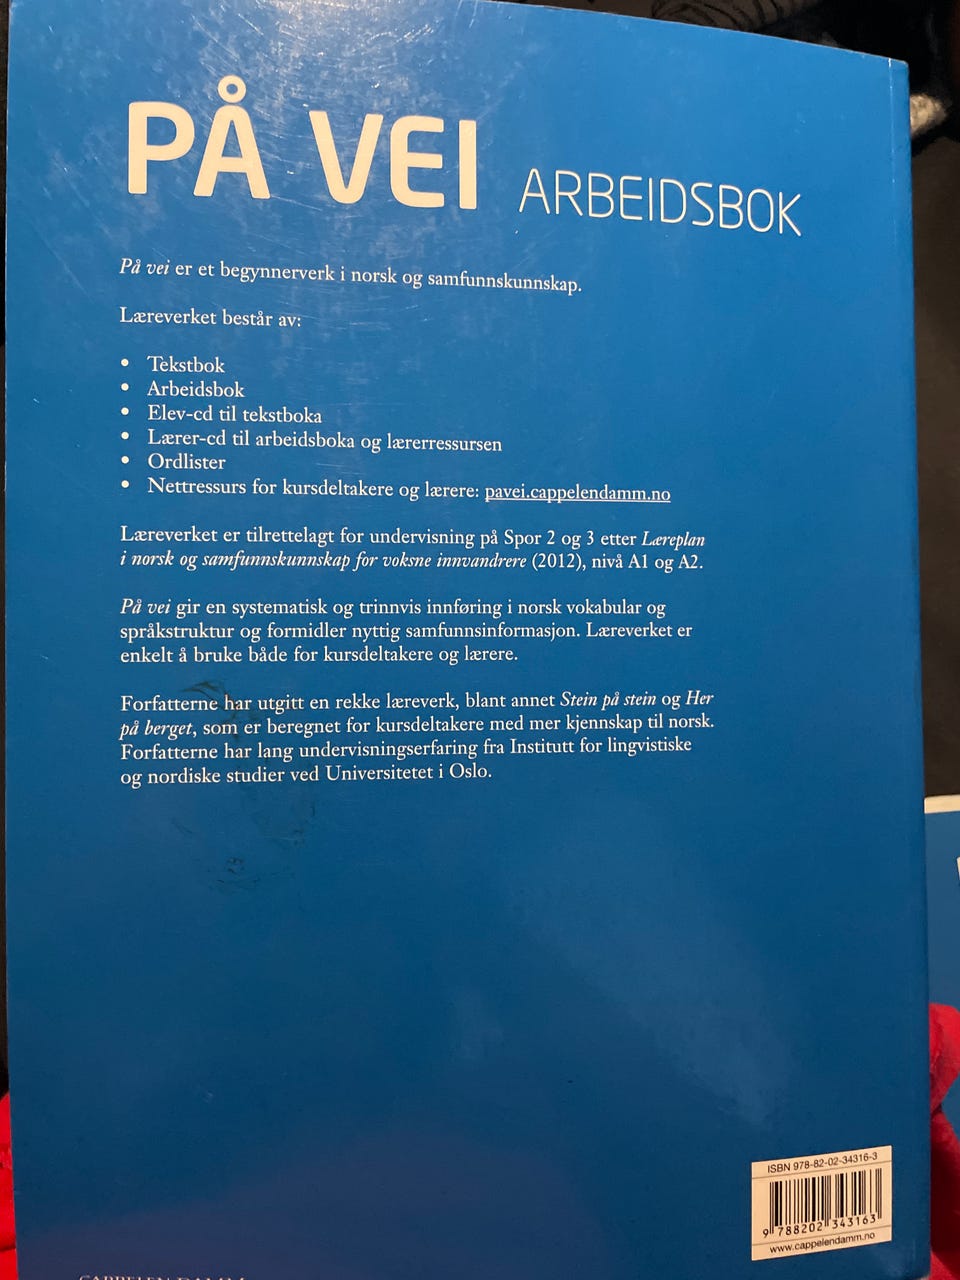 PÅ VEI ARBEIDSBOK
På vei er et begynnerverk i norsk og samfunnskunnskap.
Læreverket består av:
• Tekstbok
• Arbeidsbok
• Elev-cd til tekstboka
• Lærer-cd til arbeidsboka og lærerressursen
• Ordlister
• Nettressurs for kursdeltakere og lærere: pavei.cappelendamm.no
Læreverket er tilrettelagt for undervisning på Spor 2 og 3 etter Læreplan
i norsk og samfunnskunnskap for voksne innvandrere (2012), nivå A1 og A2.
På vei gir en systematisk og trinnvis innføring i norsk vokabular og
språkstruktur og formidler nyttig samfunnsinformasjon. Læreverket er
enkelt å bruke både for kursdeltakere og lærere.
Forfatterne har utgitt en rekke læreverk, blant annet Stein på stein og Her
på berget, som er beregnet for kursdeltakere med mer kjennskap til norsk.
Forfatterne har lang undervisningserfaring fra Institutt for lingvistiske
og nordiske studier ved Universitetet i Oslo.
ISBN 978-82-02-34316-3
9 788202 343163
www.cappelendamm.no
CAPPELEN DAMM